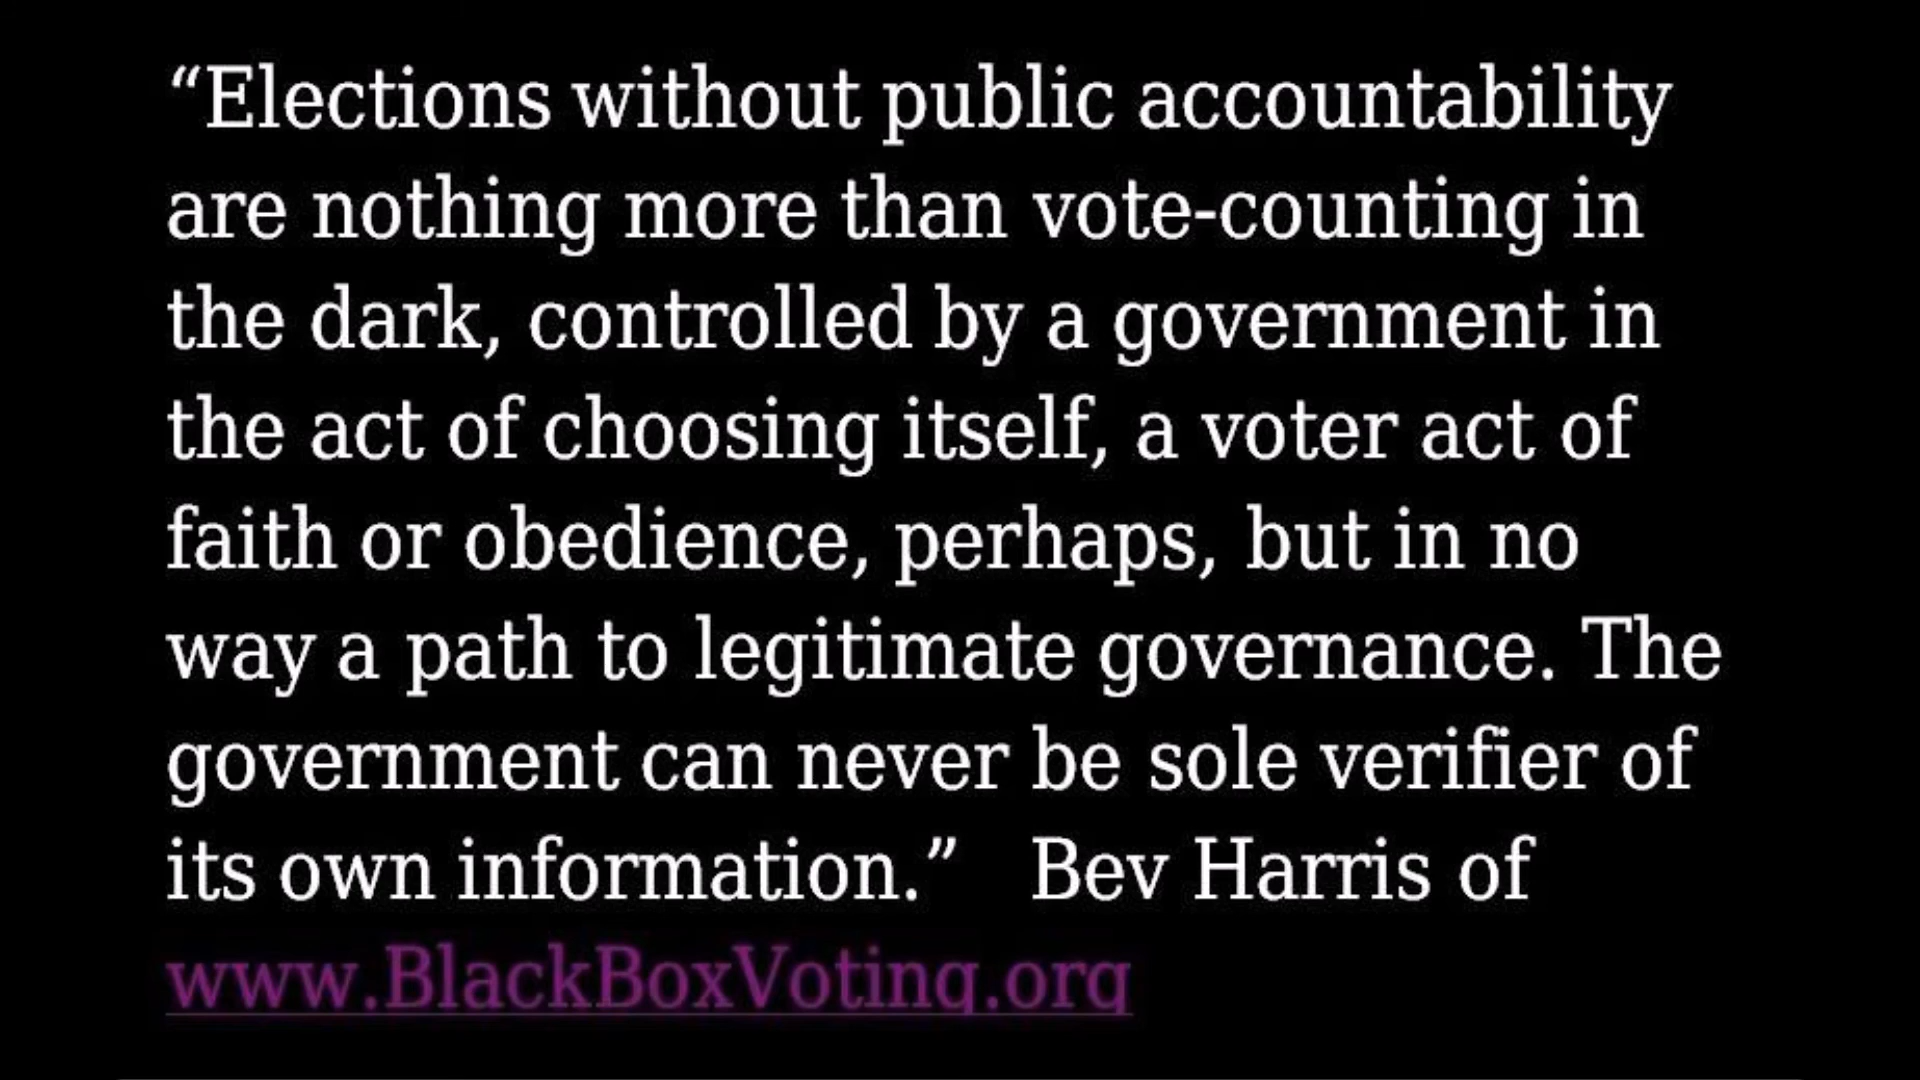 “Elections without public accountability
are nothing more than vote-counting in
the dark, controlled by a government in
the act of choosing itself, a voter act of
faith or obedience, perhaps, but in no
way a path to legitimate governance. The
government can never be sole verifier of
its own information.”   Bev Harris of
www.BlackBoxVoting.org